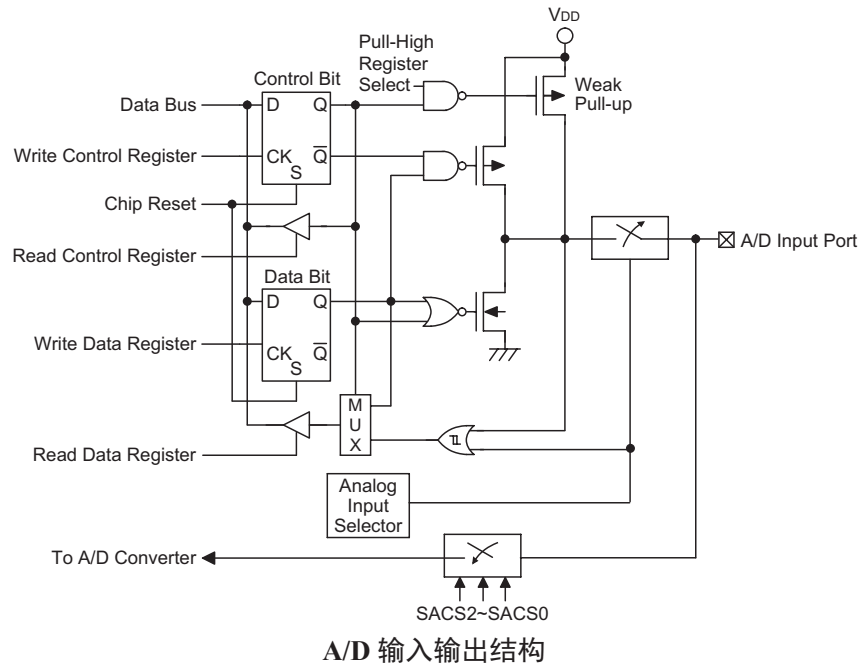 VDD
Pull-High
Register
Select
Weak
Pull-up
Control Bit
Data Bus
D
Q
Write Control Register
CK
Q̅
S
Chip Reset
Read Control Register
A/D Input Port
Data Bit
D
Q
Write Data Register
CK
Q̅
S
M
U
X
Read Data Register
Analog
Input
Selector
To A/D Converter
SACS2~SACS0
A/D 输入输出结构